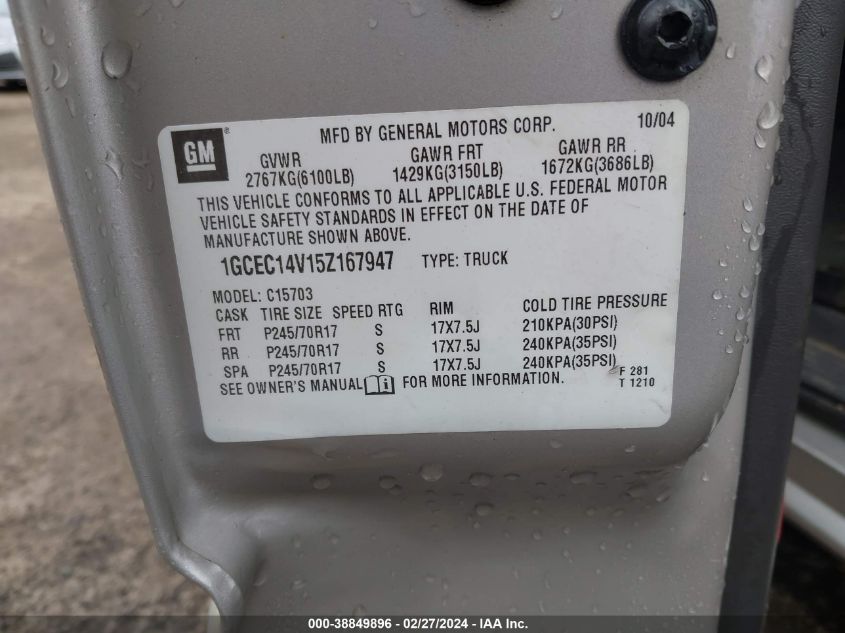 GM
MFD BY GENERAL MOTORS CORP. 10/04
GVWR GAWR FRT GAWR RR
2767KG(6100LB) 1429KG(3150LB) 1672KG(3686LB)
THIS VEHICLE CONFORMS TO ALL APPLICABLE U.S. FEDERAL MOTOR
VEHICLE SAFETY STANDARDS IN EFFECT ON THE DATE OF
MANUFACTURE SHOWN ABOVE.
1GCEC14V15Z167947 TYPE: TRUCK
MODEL: C15703
CASK TIRE SIZE SPEED RTG RIM COLD TIRE PRESSURE
FRT P245/70R17 S 17X7.5J 210KPA(30PSI)
RR P245/70R17 S 17X7.5J 240KPA(35PSI)
SPA P245/70R17 S 17X7.5J 240KPA(35PSI)
SEE OWNER'S MANUAL FOR MORE INFORMATION.
F 281
T 1210
000-38849896 - 02/27/2024 - IAA Inc.